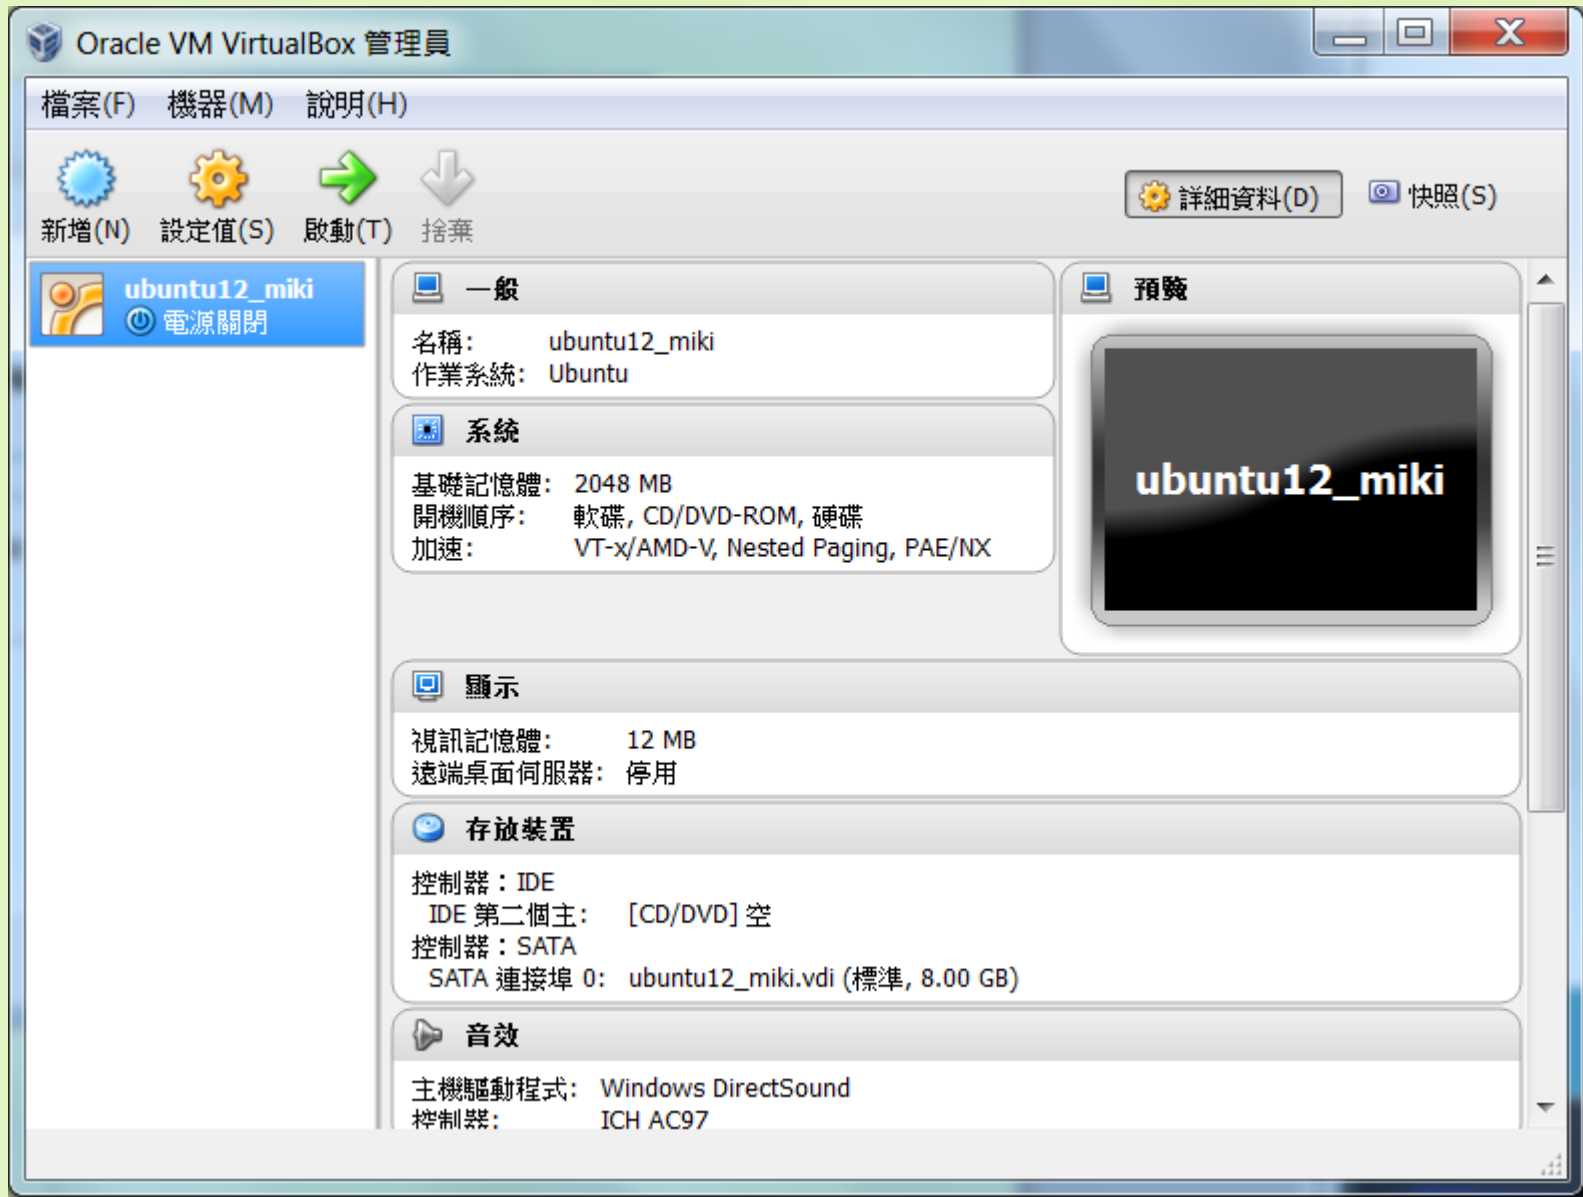 Oracle VM VirtualBox 管理員
檔案(F) 機器(M) 說明(H)
新增(N) 設定值(S) 啟動(T) 捨棄 詳細資料(D) 快照(S)
ubuntu12_miki
電源關閉
一般
名稱: ubuntu12_miki
作業系統: Ubuntu
系統
基礎記憶體: 2048 MB
開機順序: 軟碟, CD/DVD-ROM, 硬碟
加速: VT-x/AMD-V, Nested Paging, PAE/NX
預覽
ubuntu12_miki
顯示
視訊記憶體: 12 MB
遠端桌面伺服器: 停用
存放裝置
控制器：IDE
IDE 第二個主: [CD/DVD] 空
控制器：SATA
SATA 連接埠 0: ubuntu12_miki.vdi (標準, 8.00 GB)
音效
主機驅動程式: Windows DirectSound
控制器: ICH AC97